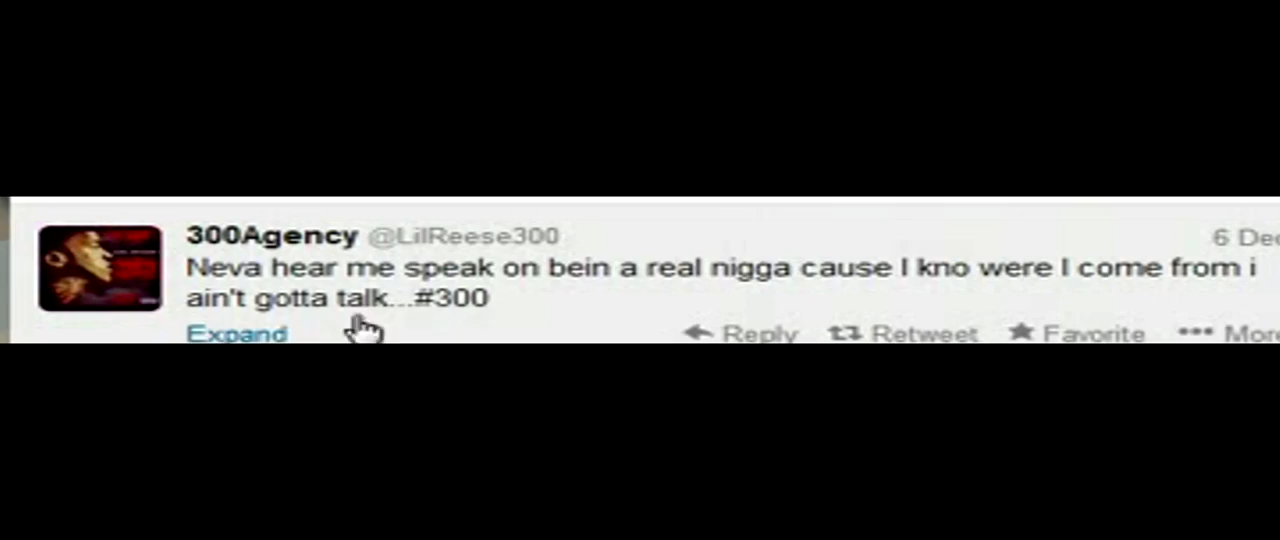 300Agency @LilReese300 6 Dec
Neva hear me speak on bein a real nigga cause I kno were I come from i
ain't gotta talk...#300
Expand Reply Retweet Favorite More